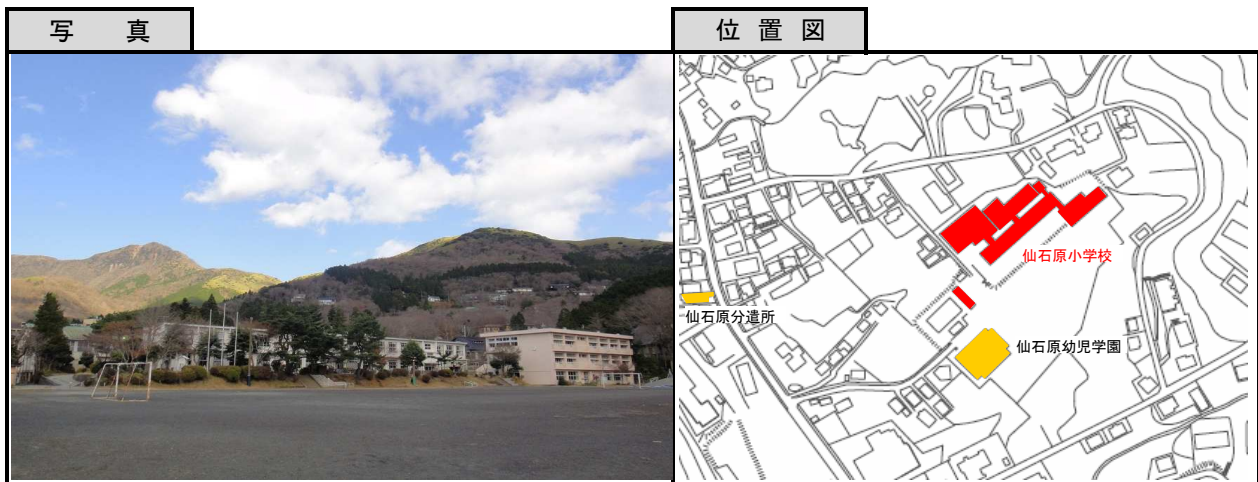 写　真
位 置 図
仙石原小学校
仙石原分遣所
仙石原幼児学園